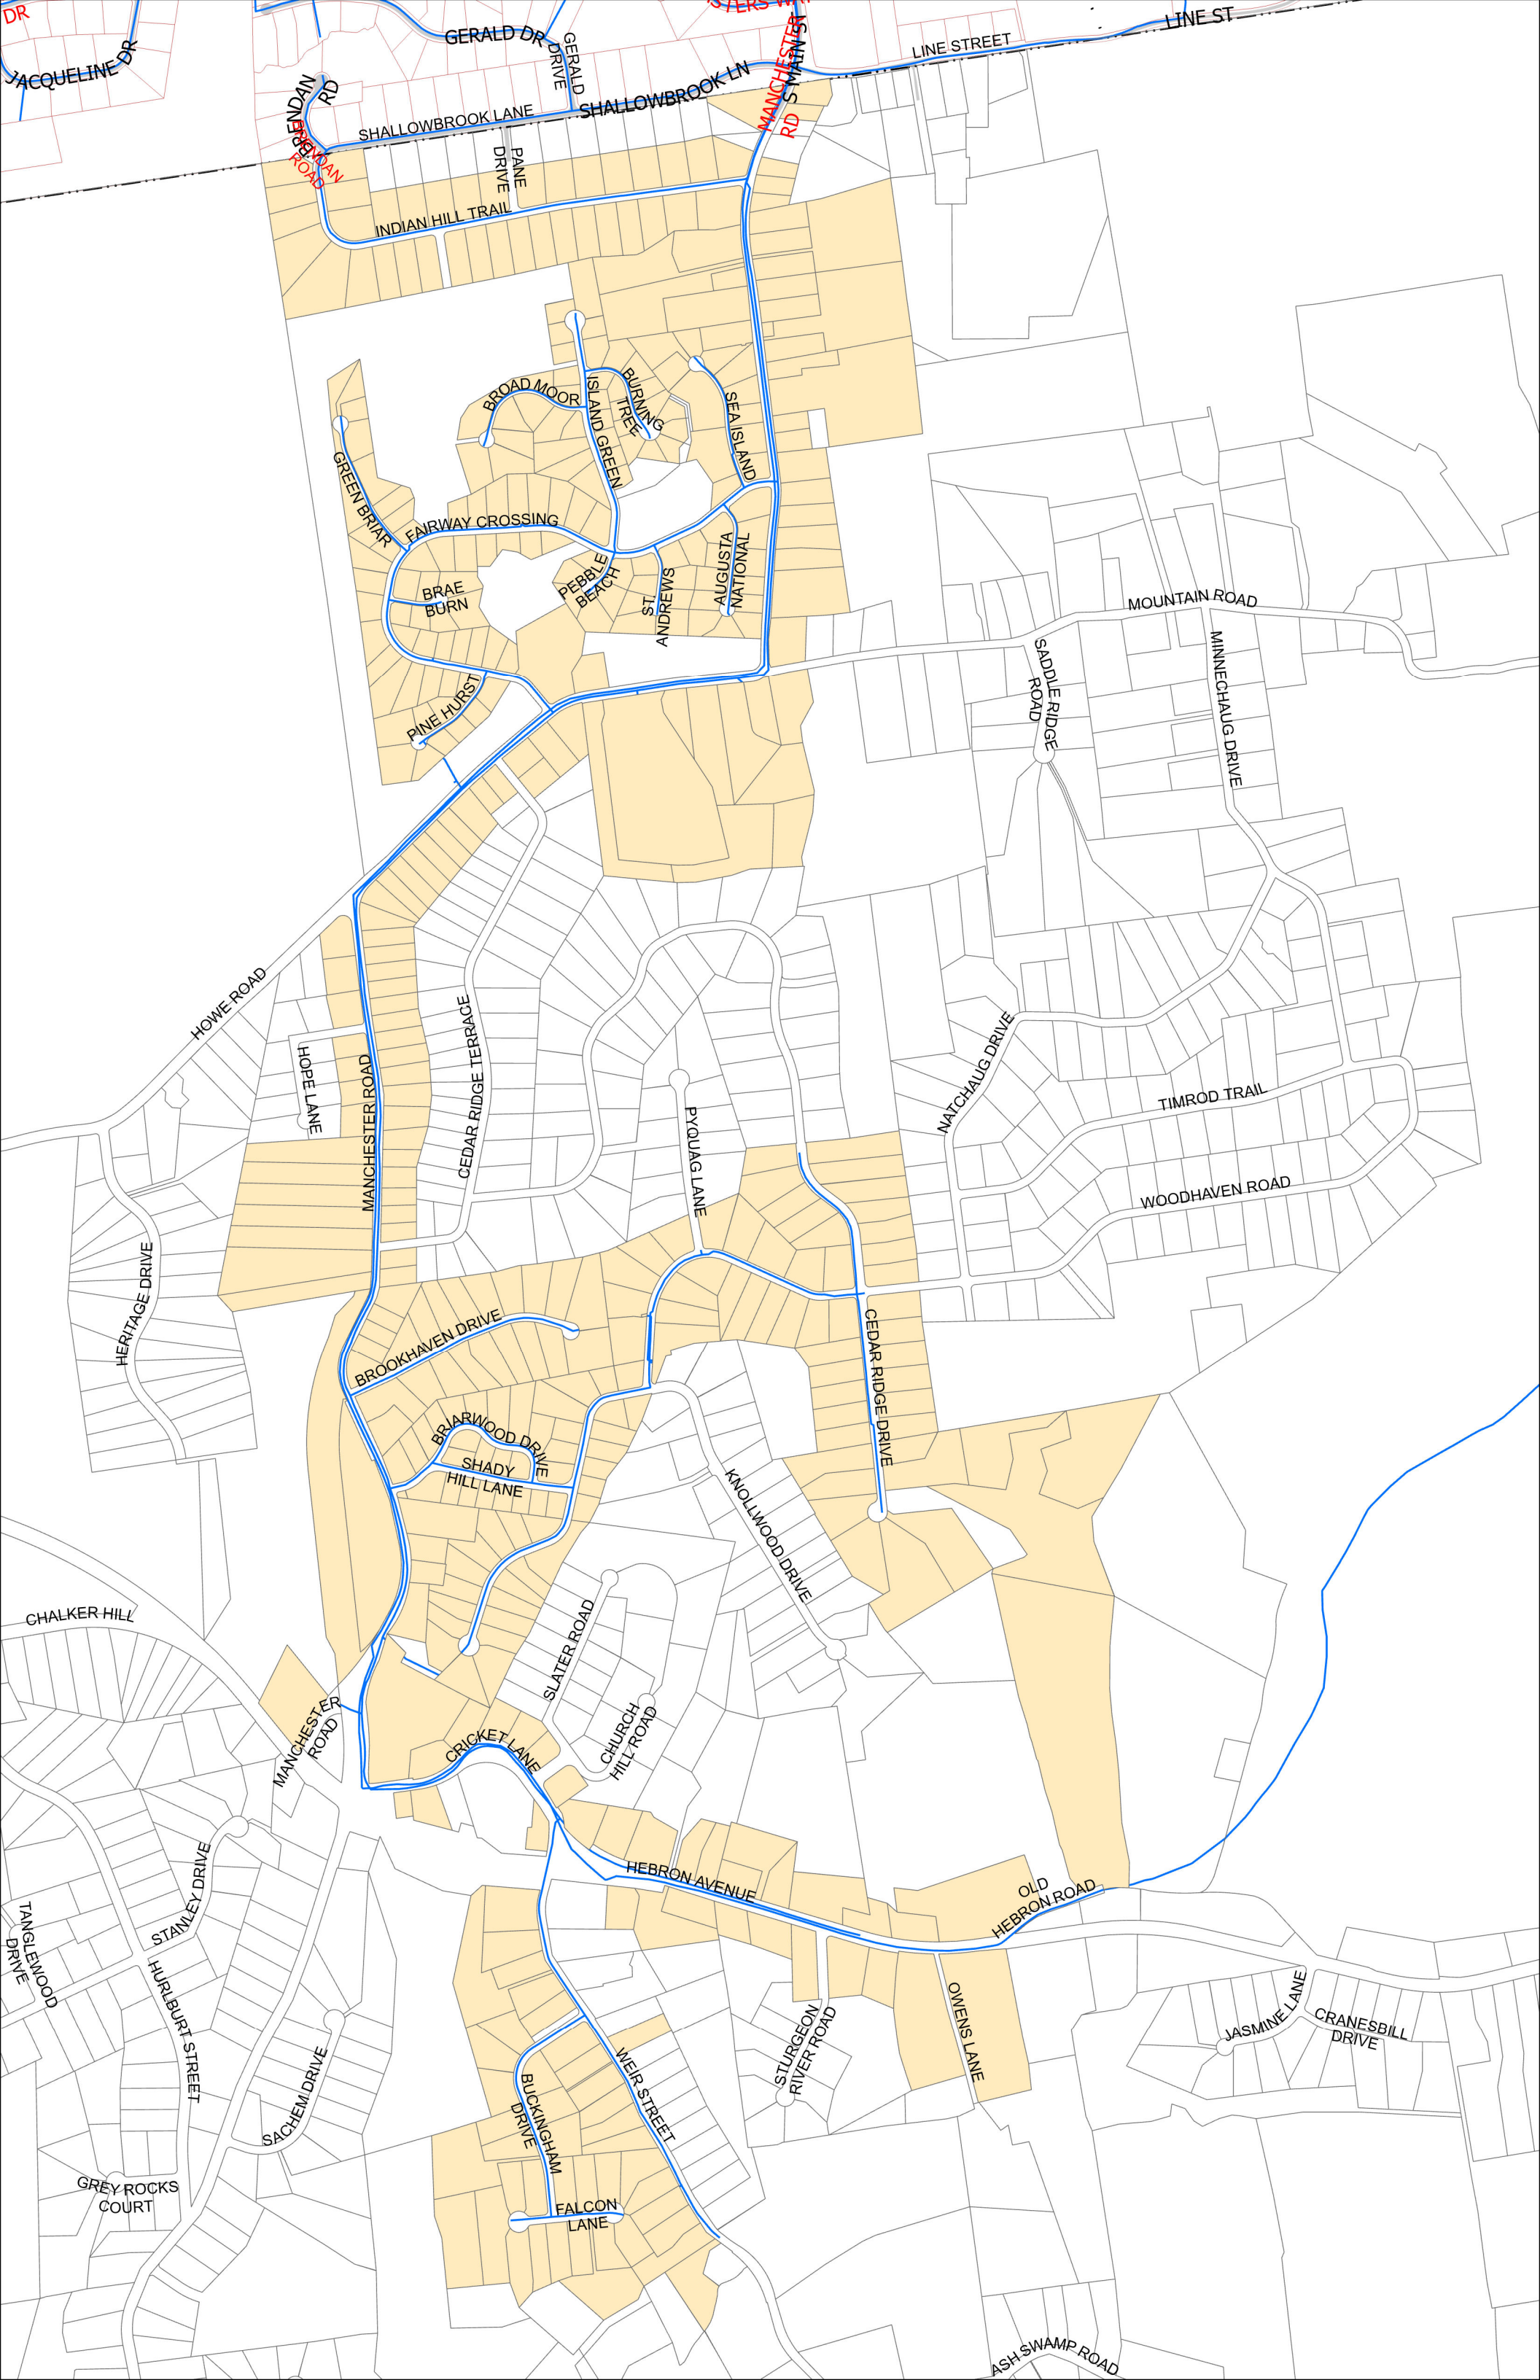 DR
JACQUELINE DR
GERALD DR
GERALD
DRIVE
MANCHESTER
RD
S MAIN ST
LINE STREET
LINE ST
SHALLOWBROOK LN
SHALLOWBROOK LANE
BRENDAN
RD
BRENDAN
ROAD
PANE
DRIVE
INDIAN HILL TRAIL
BROAD MOOR
ISLAND GREEN
BURNING
TREE
SEA ISLAND
GREEN BRIAR
FAIRWAY CROSSING
BRAE
BURN
PEBBLE
BEACH
ST.
ANDREWS
AUGUSTA
NATIONAL
PINE HURST
MOUNTAIN ROAD
SADDLE RIDGE
ROAD
MINNECHAUG DRIVE
HOWE ROAD
HOPE LANE
MANCHESTER ROAD
CEDAR RIDGE TERRACE
PYQUAG LANE
NATCHAUG DRIVE
TIMROD TRAIL
WOODHAVEN ROAD
HERITAGE DRIVE
BROOKHAVEN DRIVE
CEDAR RIDGE DRIVE
BRIARWOOD DRIVE
SHADY
HILL LANE
KNOLLWOOD DRIVE
CHALKER HILL
SLATER ROAD
CHURCH
HILL ROAD
MANCHESTER
ROAD
CRICKET LANE
HEBRON AVENUE
OLD
HEBRON ROAD
STANLEY DRIVE
TANGLEWOOD
DRIVE
HURLBURT STREET
SACHEM DRIVE
GREY ROCKS
COURT
STURGEON
RIVER ROAD
OWENS LANE
JASMINE LANE
CRANESBILL
DRIVE
WEIR STREET
BUCKINGHAM
DRIVE
FALCON
LANE
ASH SWAMP ROAD